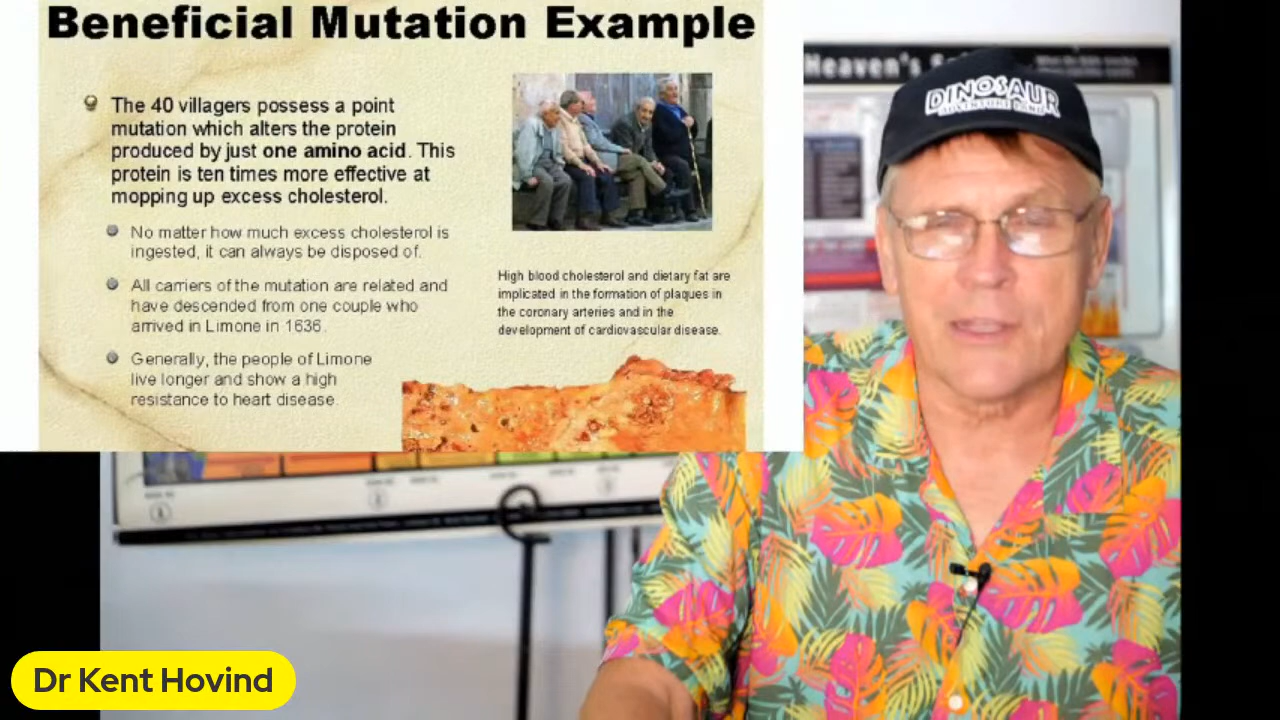 Beneficial Mutation Example
The 40 villagers possess a point
mutation which alters the protein
produced by just one amino acid. This
protein is ten times more effective at
mopping up excess cholesterol.
No matter how much excess cholesterol is
ingested, it can always be disposed of.
All carriers of the mutation are related and
have descended from one couple who
arrived in Limone in 1636.
Generally, the people of Limone
live longer and show a high
resistance to heart disease.
High blood cholesterol and dietary fat are
implicated in the formation of plaques in
the coronary arteries and in the
development of cardiovascular disease.
Heaven's
DINOSAUR
ADVENTURE LAND
Dr Kent Hovind